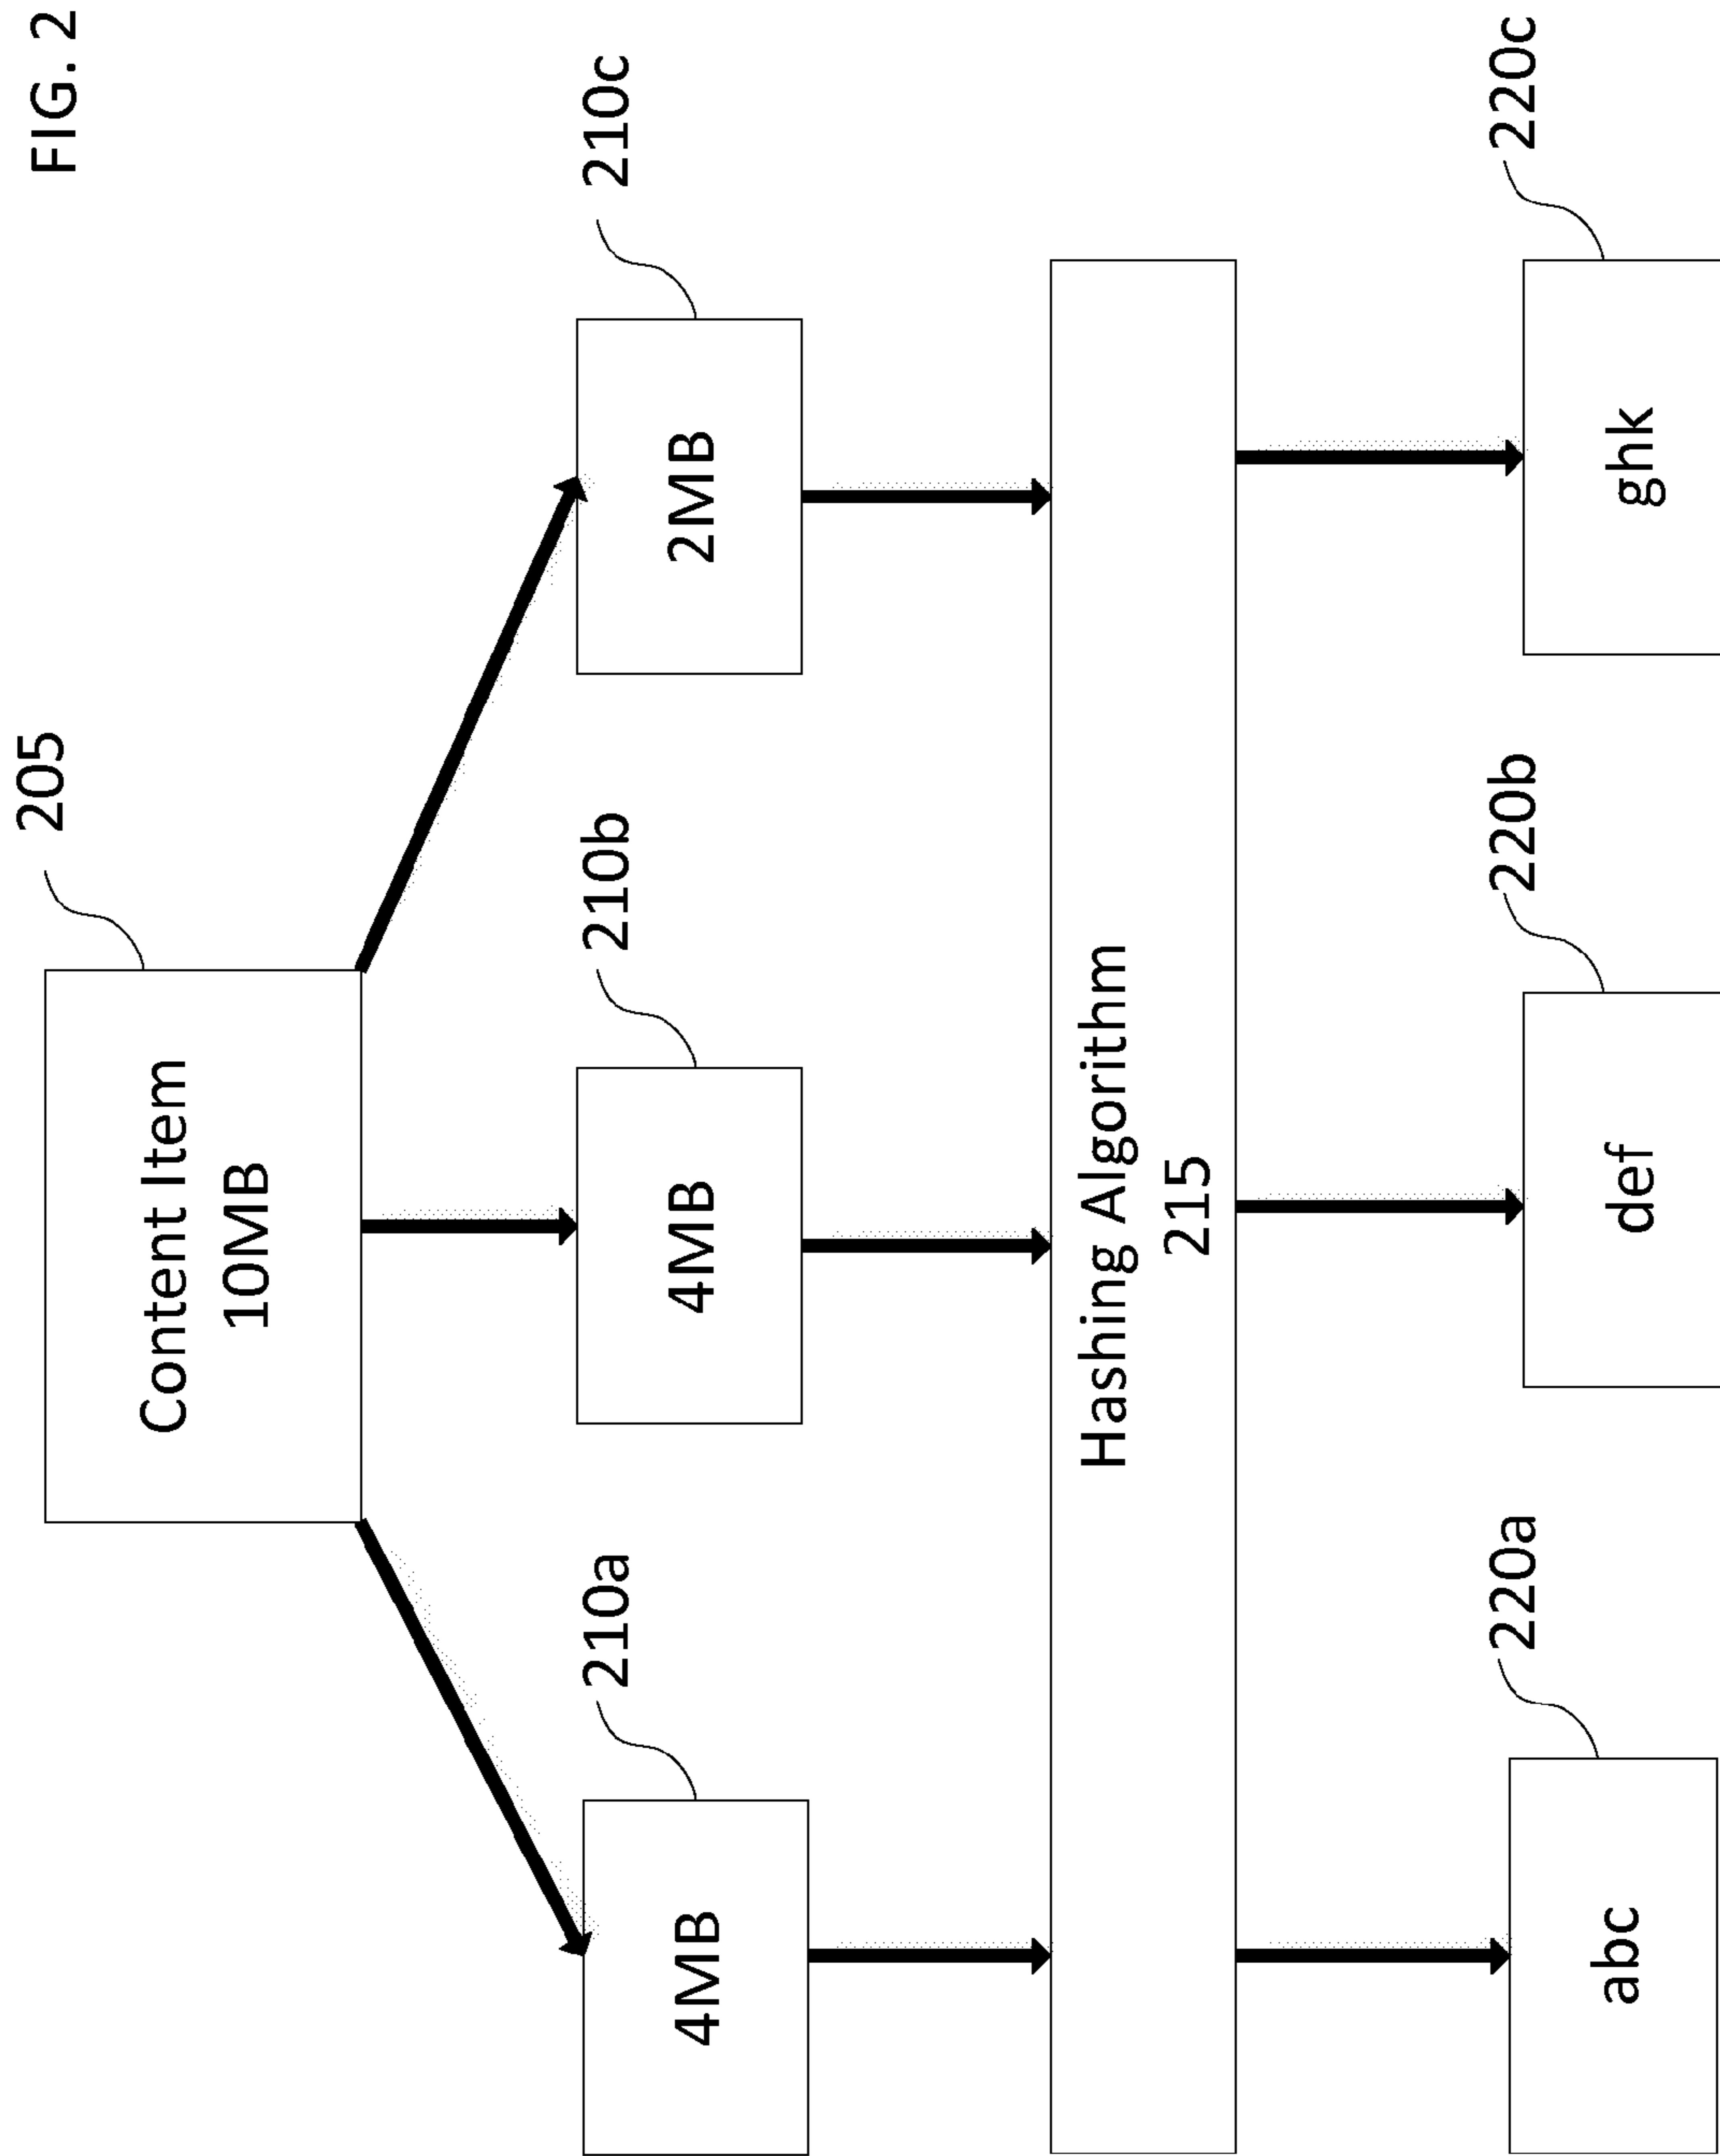 FIG. 2
205
Content Item
10MB
210a
210b
210c
4MB
4MB
2MB
Hashing Algorithm
215
220a
220b
220c
abc
def
ghk